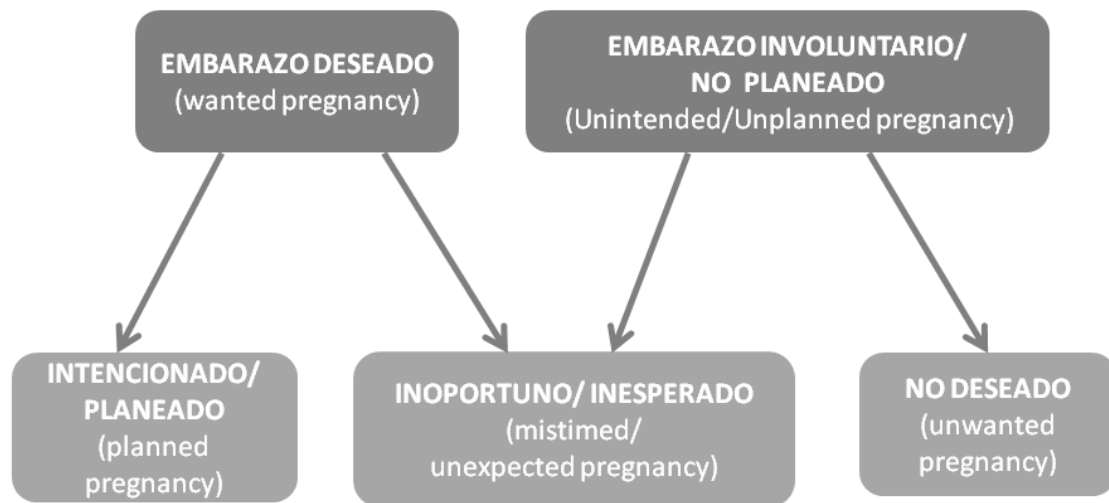 EMBARAZO DESEADO
(wanted pregnancy)
EMBARAZO INVOLUNTARIO/
NO PLANEADO
(Unintended/Unplanned pregnancy)
INTENCIONADO/
PLANEADO
(planned
pregnancy)
INOPORTUNO/ INESPERADO
(mistimed/
unexpected pregnancy)
NO DESEADO
(unwanted
pregnancy)